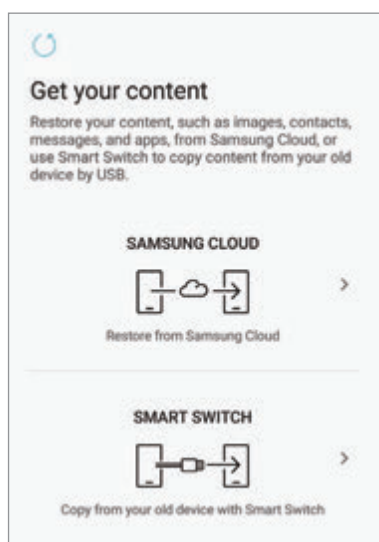 Get your content
Restore your content, such as images, contacts,
messages, and apps, from Samsung Cloud, or
use Smart Switch to copy content from your old
device by USB.
SAMSUNG CLOUD
Restore from Samsung Cloud
SMART SWITCH
Copy from your old device with Smart Switch